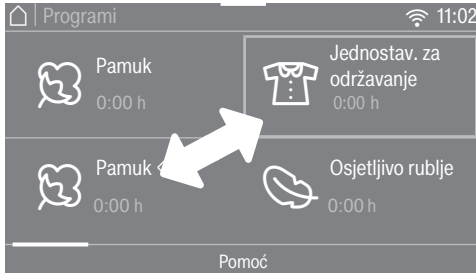 Programi
11:02
Pamuk
0:00 h
Jednostav. za
održavanje
0:00 h
Pamuk
0:00 h
Osjetljivo rublje
0:00 h
Pomoć